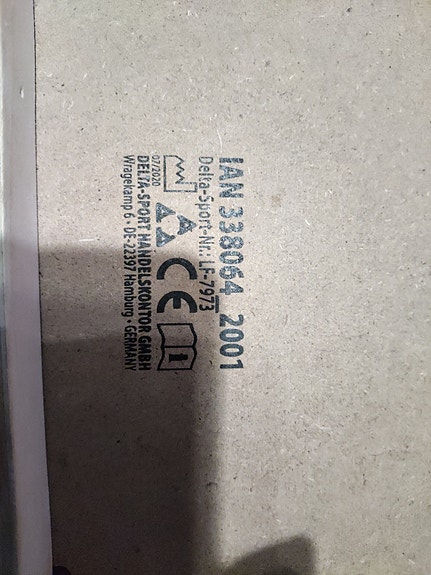 IAN 338064_2001
Delta-Sport-Nr.: LF-7973
CE
i
07/2020
DELTA-SPORT HANDELSKONTOR GMBH
Wragekamp 6 • DE-22397 Hamburg • GERMANY